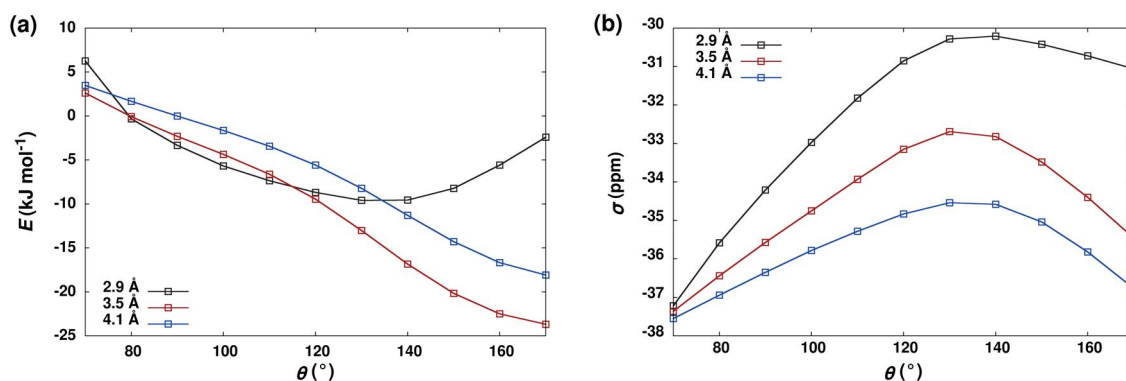 (a)
10
5
0
-5
-10
-15
-20
-25
E (kJ mol⁻¹)
2.9 Å
3.5 Å
4.1 Å
80 100 120 140 160
θ (°)
(b)
-30
-31
-32
-33
-34
-35
-36
-37
-38
σ (ppm)
2.9 Å
3.5 Å
4.1 Å
80 100 120 140 160
θ (°)